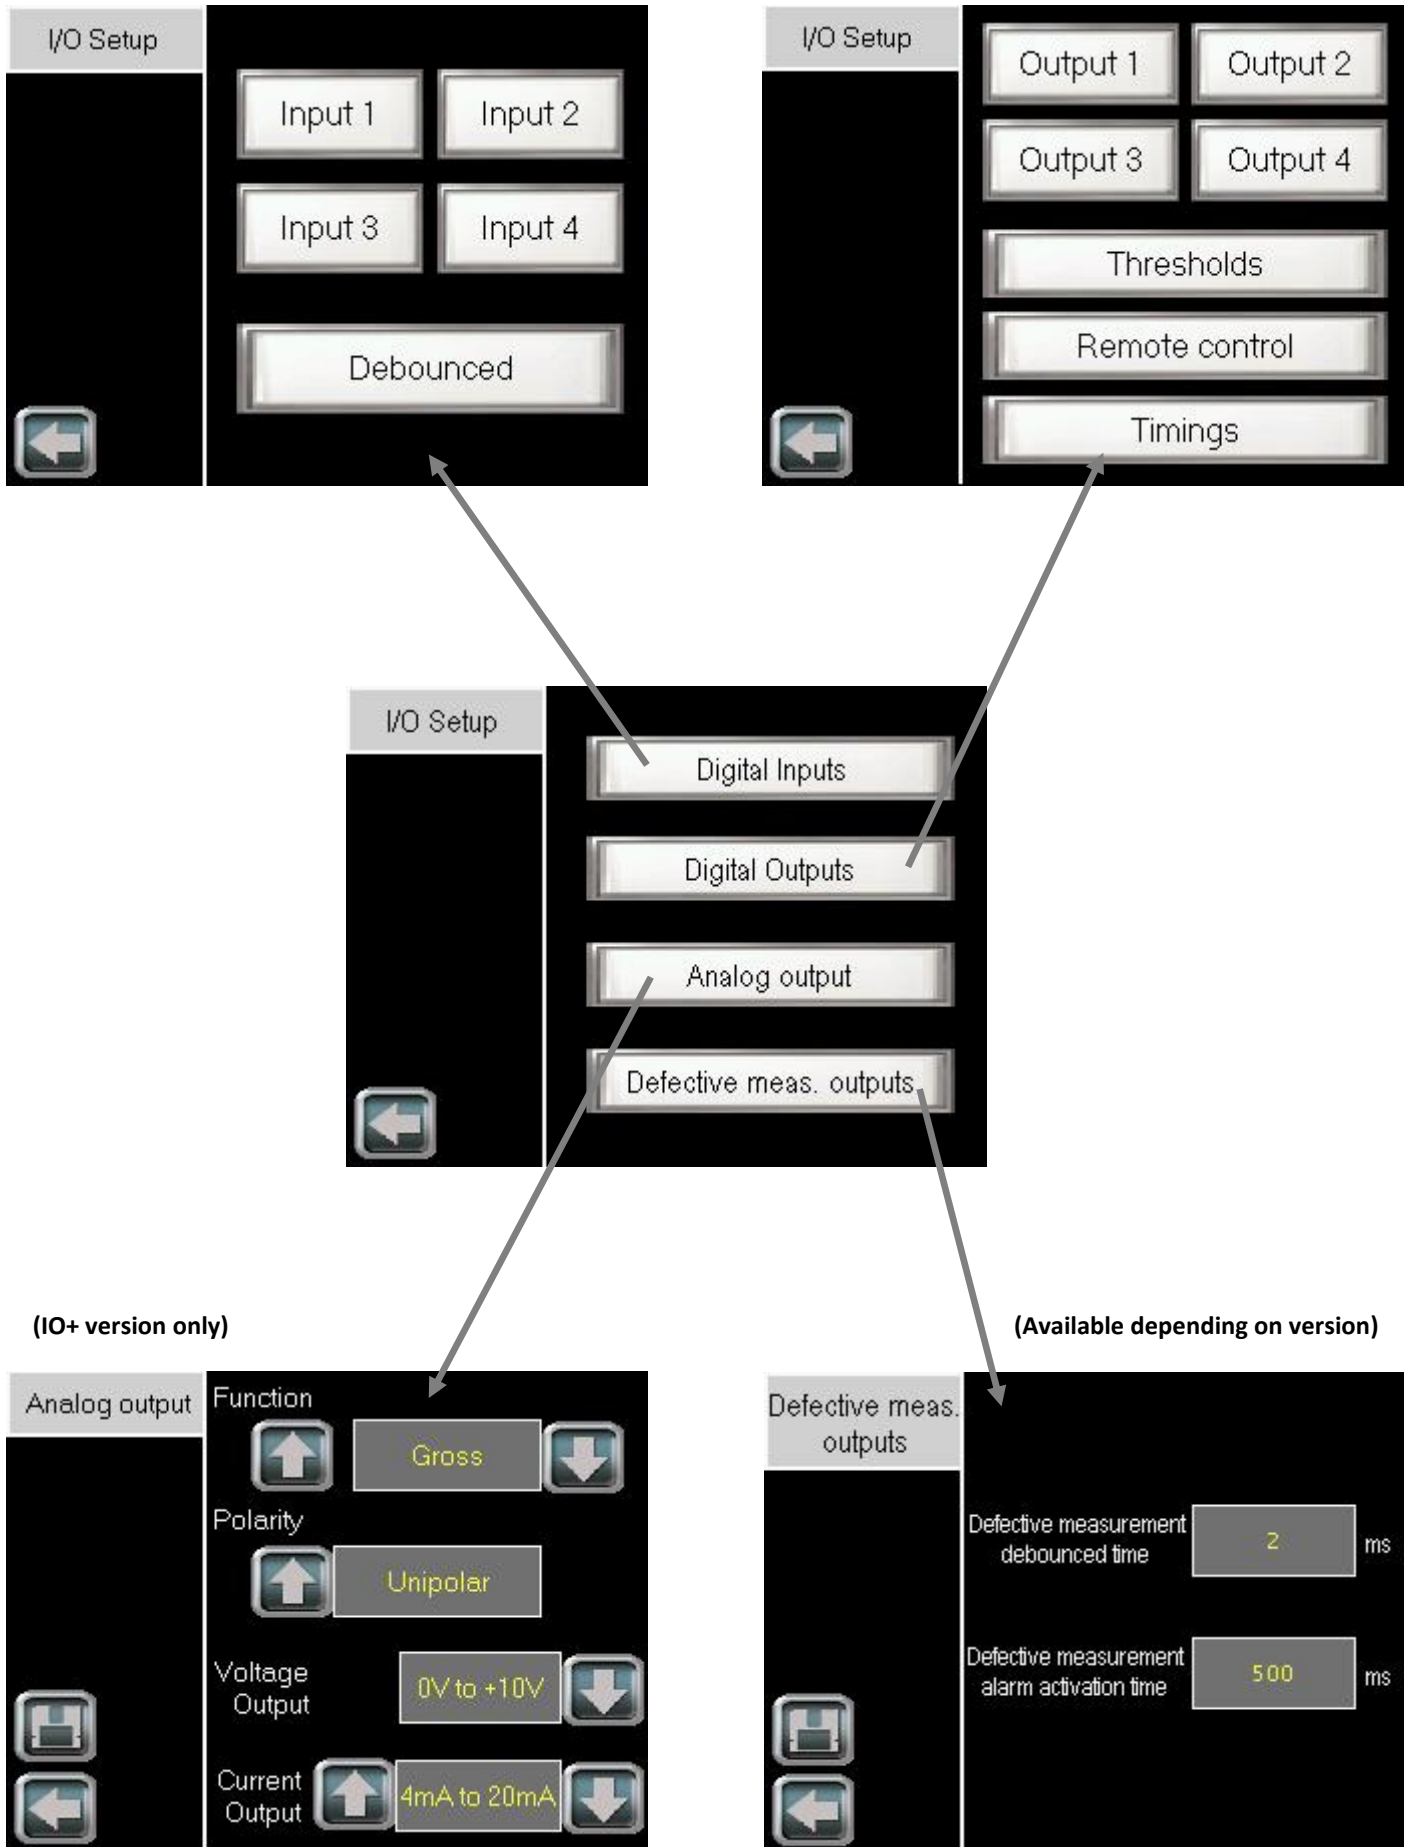 I/O Setup
Input 1
Input 2
Input 3
Input 4
Debounced
I/O Setup
Output 1
Output 2
Output 3
Output 4
Thresholds
Remote control
Timings
I/O Setup
Digital Inputs
Digital Outputs
Analog output
Defective meas. outputs
(IO+ version only)
(Available depending on version)
Analog output
Function
Gross
Polarity
Unipolar
Voltage
Output
0V to +10V
Current
Output
4mA to 20mA
Defective meas.
outputs
Defective measurement
debounced time
2
ms
Defective measurement
alarm activation time
500
ms